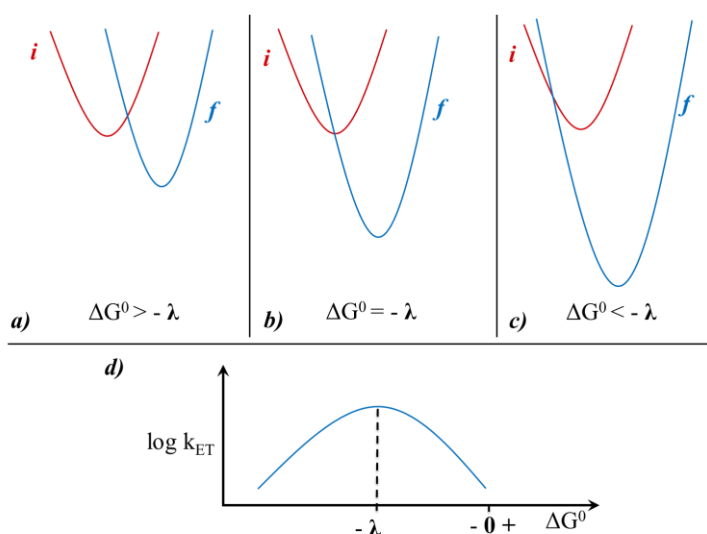 i
f
a)
ΔG⁰ > - λ
i
f
b)
ΔG⁰ = - λ
i
f
c)
ΔG⁰ < - λ
d)
log k_ET
- λ
- 0 +
ΔG⁰